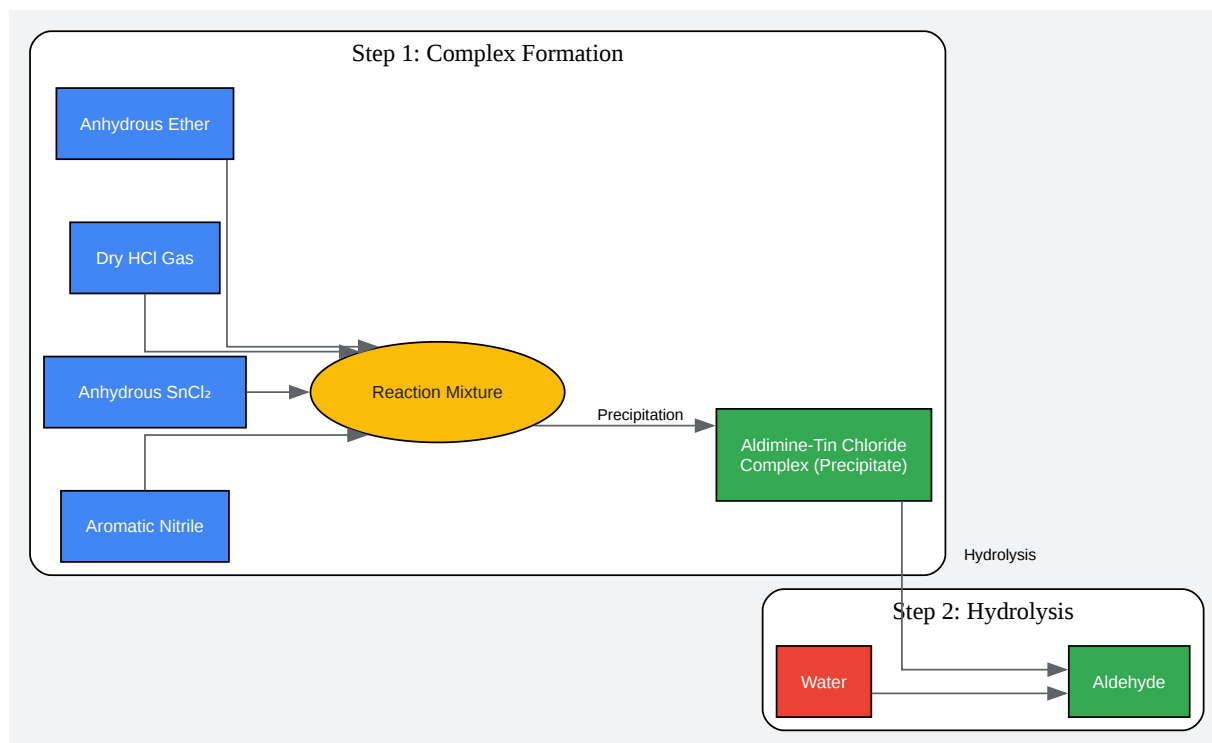 Step 1: Complex Formation
Anhydrous Ether
Dry HCl Gas
Anhydrous SnCl₂
Reaction Mixture
Precipitation
Aldimine-Tin Chloride
Complex (Precipitate)
Aromatic Nitrile
Hydrolysis
Step 2: Hydrolysis
Water
Aldehyde